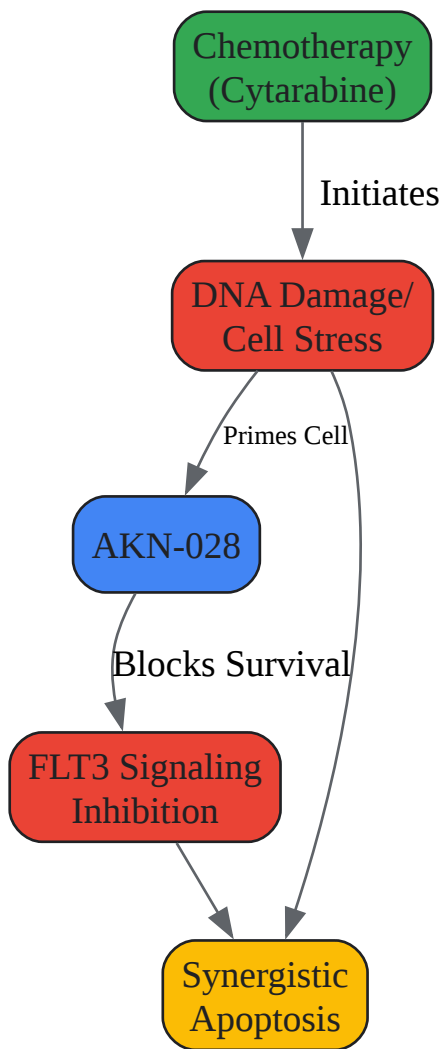 Chemotherapy
(Cytarabine)
Initiates
DNA Damage/
Cell Stress
Primes Cell
AKN-028
Blocks Survival
FLT3 Signaling
Inhibition
Synergistic
Apoptosis